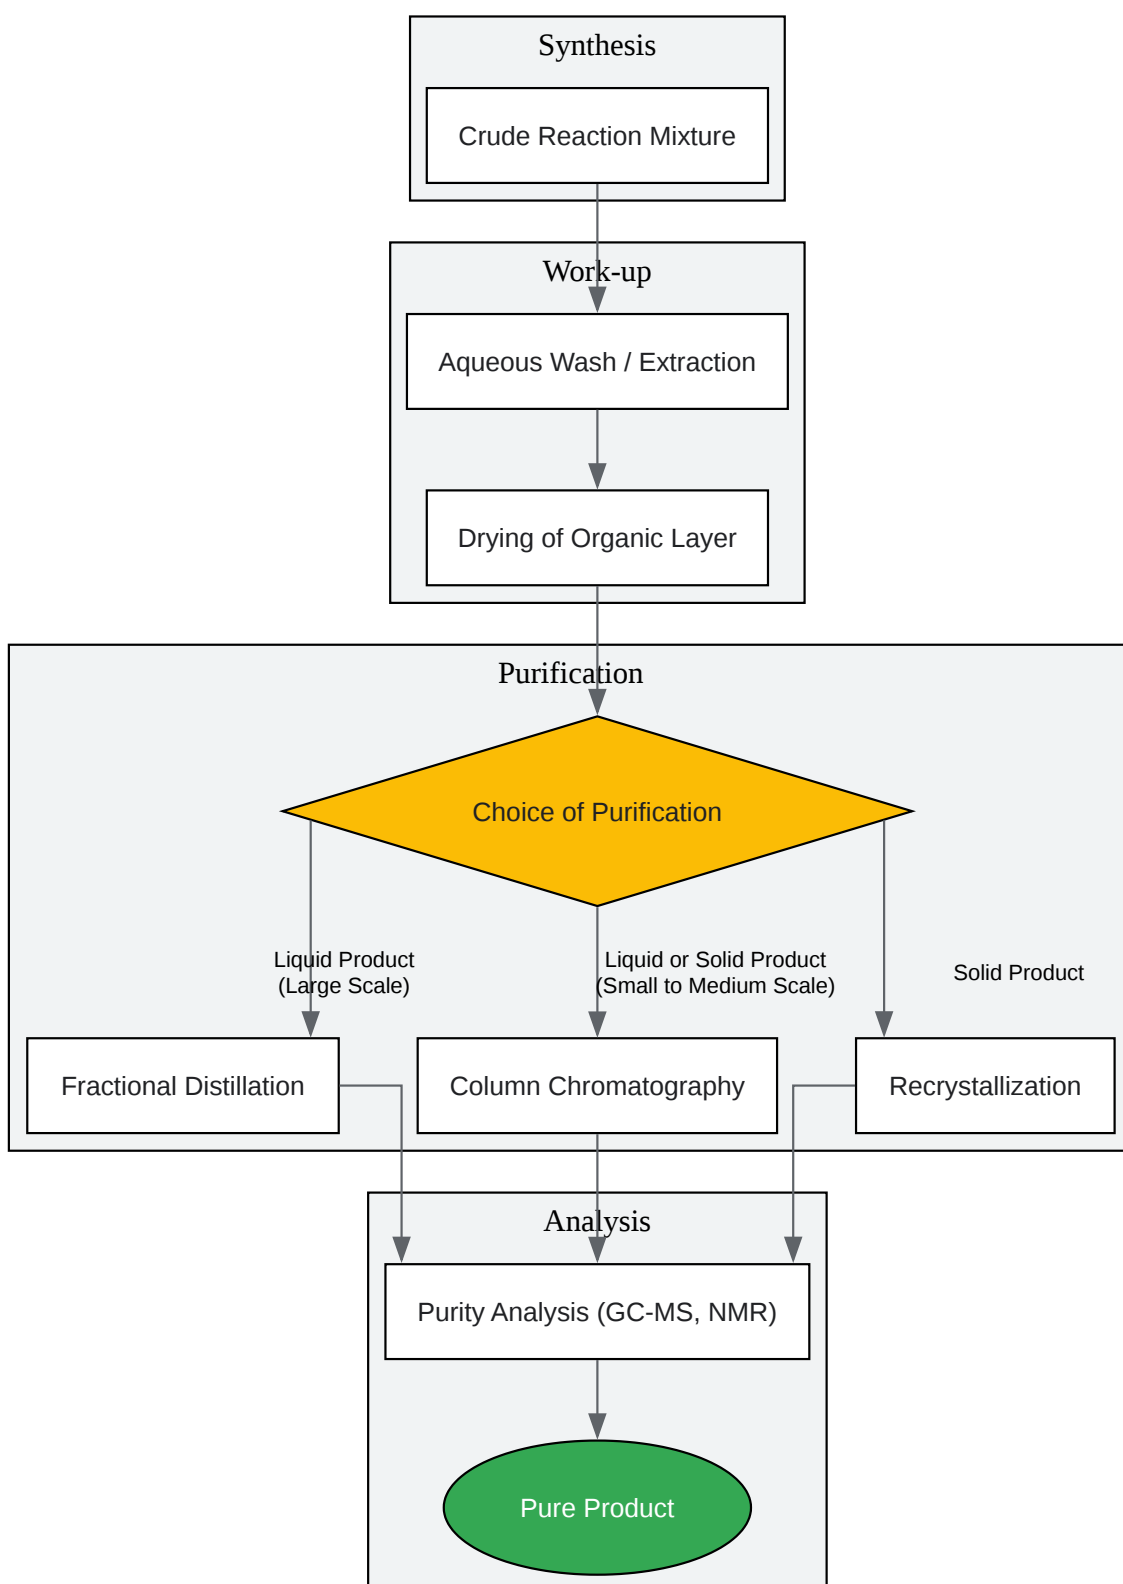 Synthesis
Crude Reaction Mixture
Work-up
Aqueous Wash / Extraction
Drying of Organic Layer
Purification
Choice of Purification
Liquid Product
(Large Scale)
Liquid or Solid Product
(Small to Medium Scale)
Solid Product
Fractional Distillation
Column Chromatography
Recrystallization
Analysis
Purity Analysis (GC-MS, NMR)
Pure Product